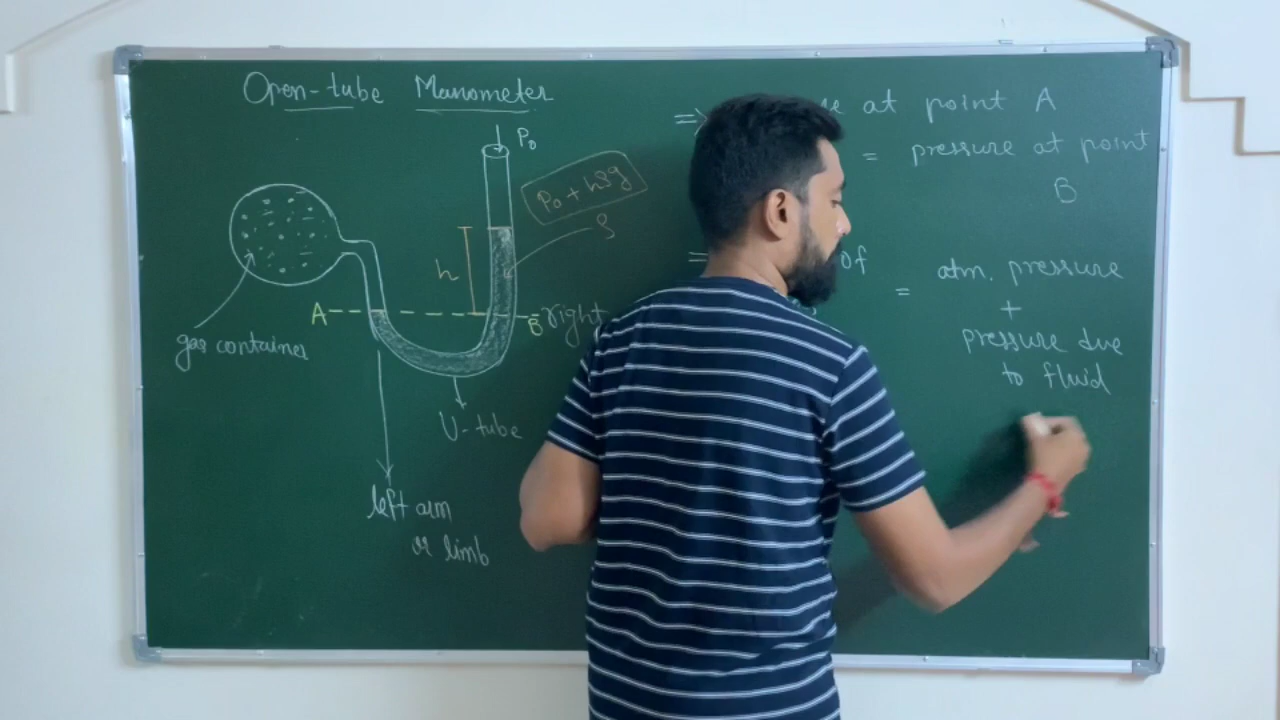 Open-tube Manometer
P₀
P₀ + hρg
ρ
h
A
B
right
gas container
U-tube
left arm
or limb
=> at point A
= pressure at point
B
= of
= atm. pressure
+
pressure due
to fluid